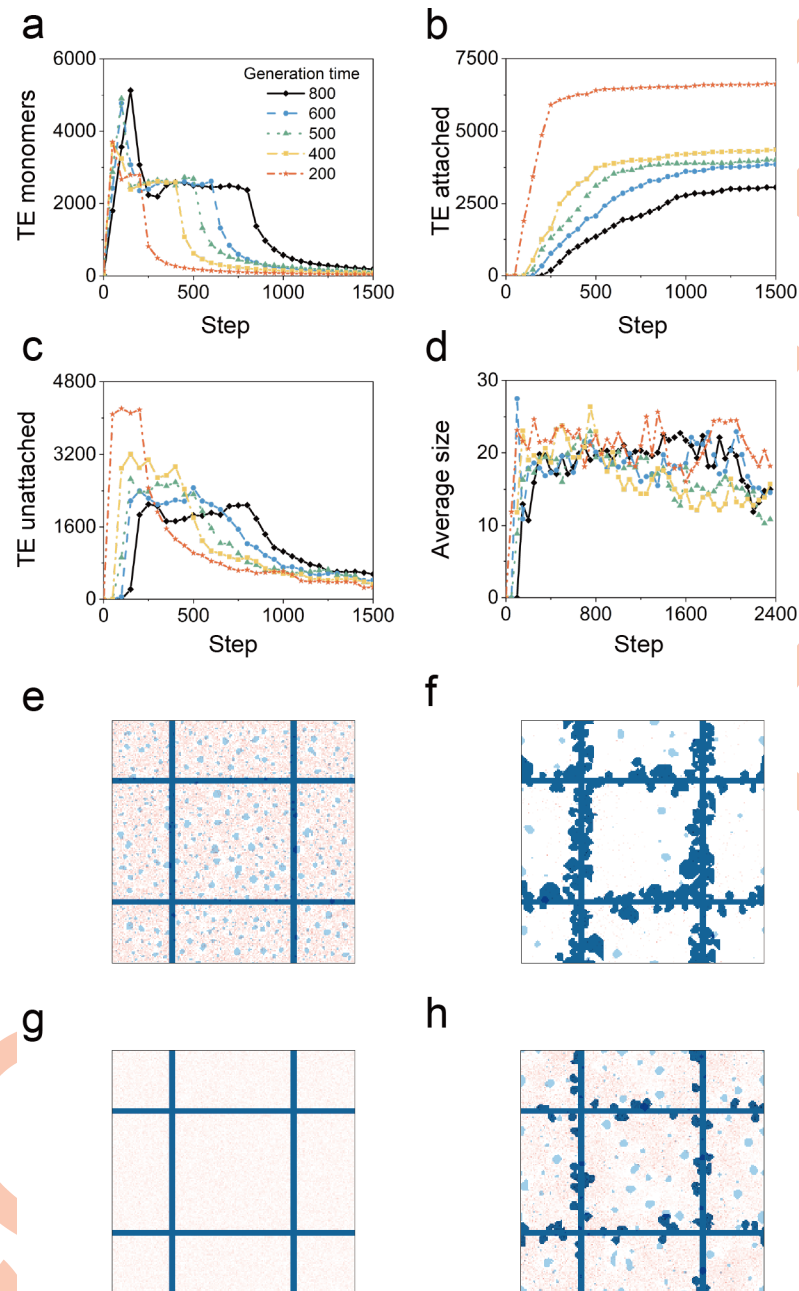 a
6000
4000
2000
0
0 500 1000 1500
TE monomers
Step
Generation time
800
600
500
400
200
b
7500
5000
2500
0
0 500 1000 1500
TE attached
Step
c
4800
3200
1600
0
0 500 1000 1500
TE unattached
Step
d
30
20
10
0
0 800 1600 2400
Average size
Step
e
f
g
h